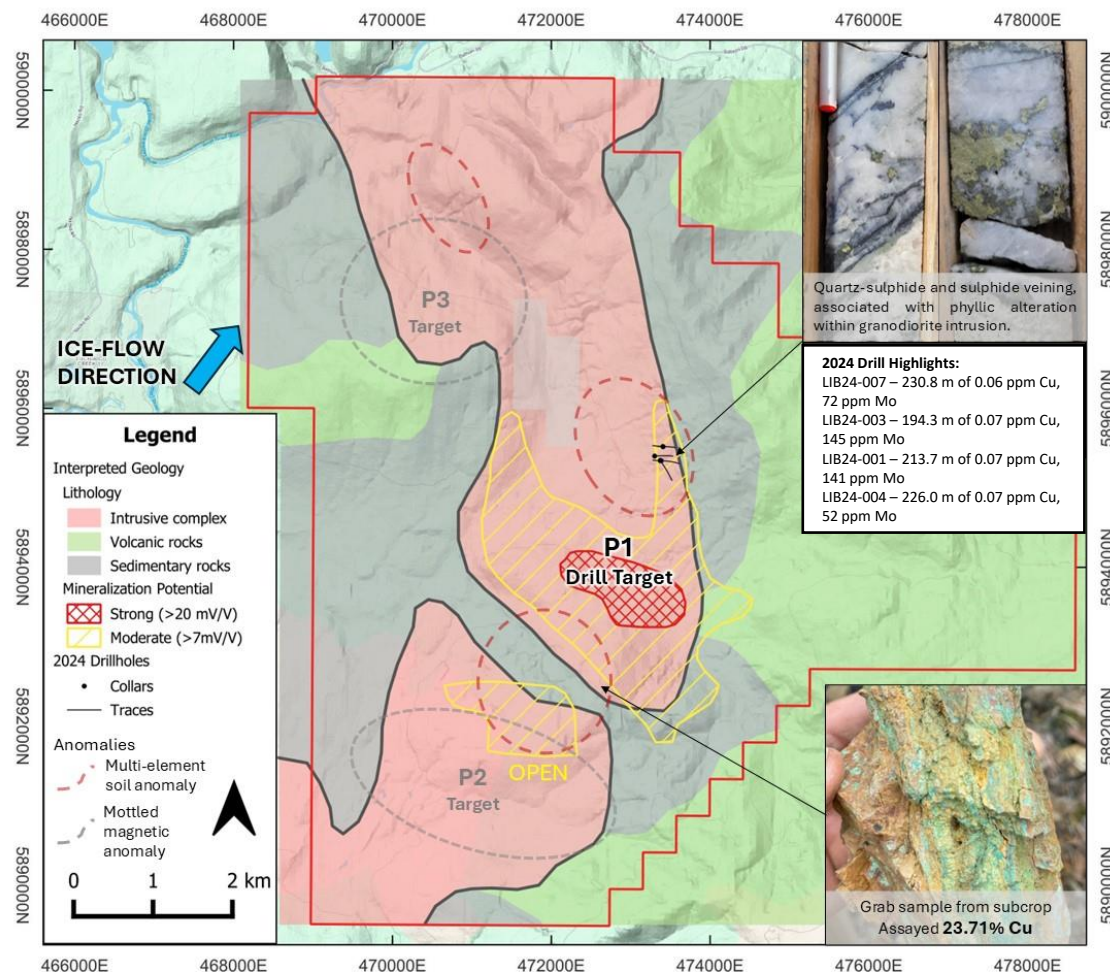 466000E 468000E 470000E 472000E 474000E 476000E 478000E
5900000N
5898000N
5896000N
5894000N
5892000N
5890000N
5900000N
5898000N
5896000N
5894000N
5892000N
5890000N
Quartz-sulphide and sulphide veining,
associated with phyllic alteration
within granodiorite intrusion.
P3
Target
ICE-FLOW
DIRECTION
2024 Drill Highlights:
LIB24-007 – 230.8 m of 0.06 ppm Cu,
72 ppm Mo
LIB24-003 – 194.3 m of 0.07 ppm Cu,
145 ppm Mo
LIB24-001 – 213.7 m of 0.07 ppm Cu,
141 ppm Mo
LIB24-004 – 226.0 m of 0.07 ppm Cu,
52 ppm Mo
P1
Drill Target
P2
Target
OPEN
Legend
Interpreted Geology
Lithology
Intrusive complex
Volcanic rocks
Sedimentary rocks
Mineralization Potential
Strong (>20 mV/V)
Moderate (>7mV/V)
2024 Drillholes
Collars
Traces
Anomalies
Multi-element
soil anomaly
Mottled
magnetic
anomaly
0 1 2 km
Grab sample from subcrop
Assayed 23.71% Cu
466000E 468000E 470000E 472000E 474000E 476000E 478000E